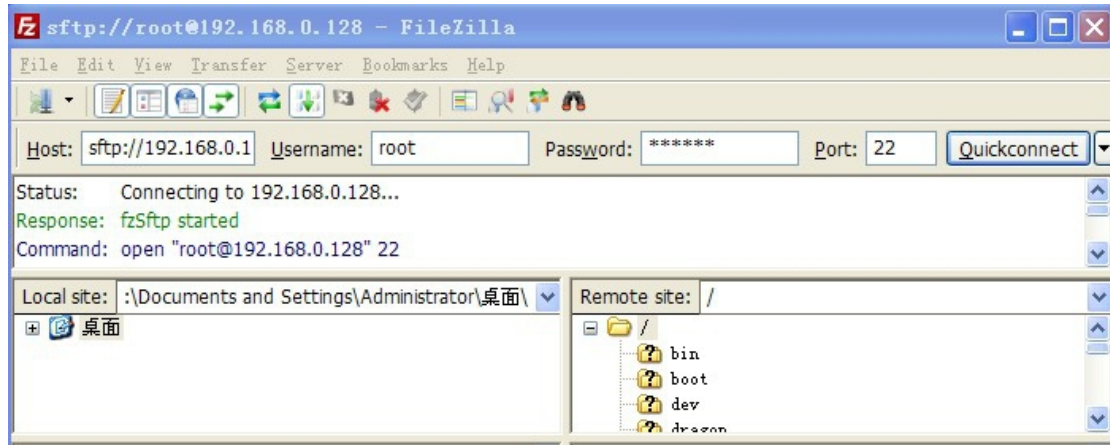 sftp://root@192.168.0.128 - FileZilla
File Edit View Transfer Server Bookmarks Help
Host: sftp://192.168.0.1 Username: root Password: ****** Port: 22 Quickconnect
Status: Connecting to 192.168.0.128...
Response: fzSftp started
Command: open "root@192.168.0.128" 22
Local site: :\Documents and Settings\Administrator\桌面\
Remote site: /
桌面
/
bin
boot
dev
dragon